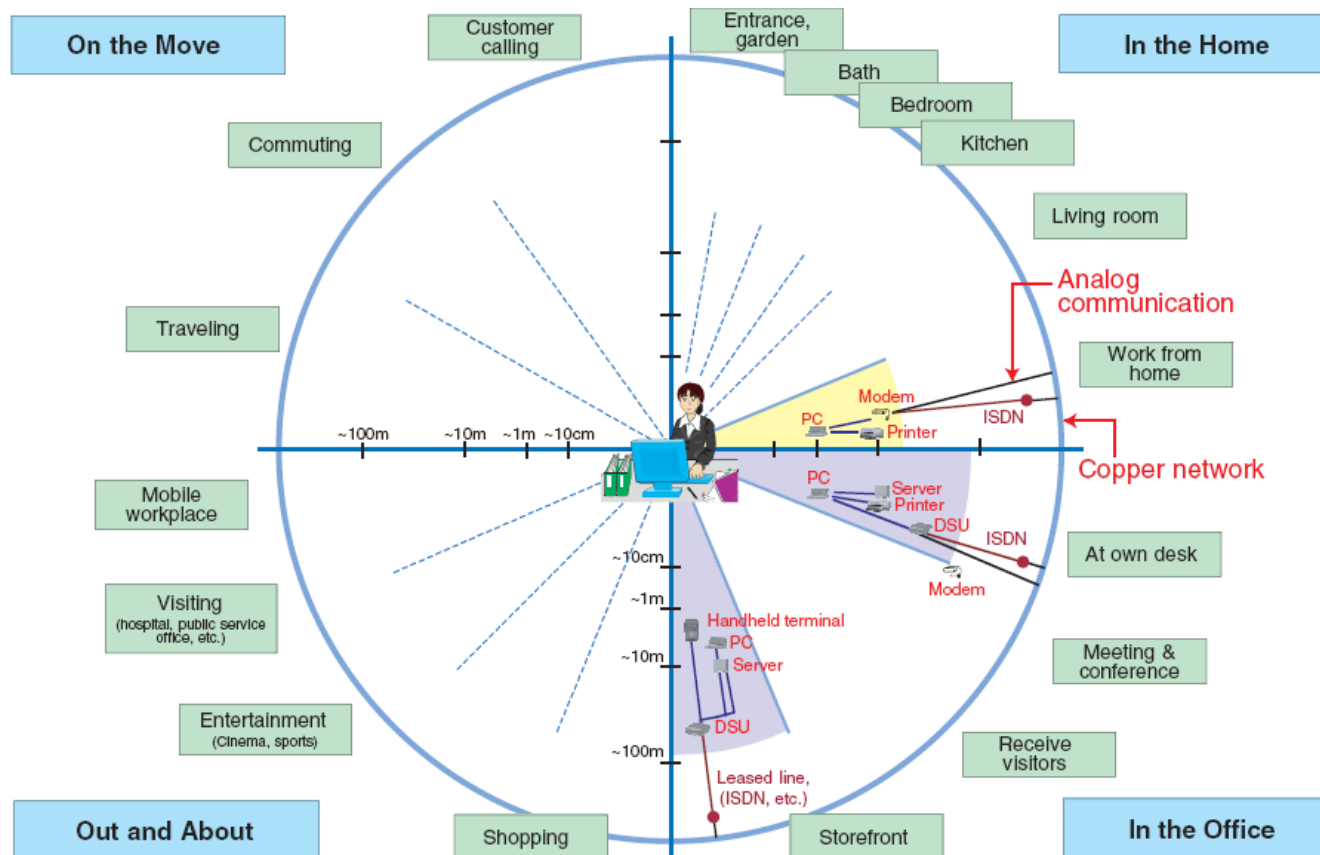 On the Move
Customer
calling
Entrance,
garden
In the Home
Bath
Bedroom
Kitchen
Commuting
Living room
Analog
communication
Traveling
Work from
home
Modem
ISDN
PC
Printer
~100m
~10m
~1m
~10cm
Copper network
Mobile
workplace
PC
Server
Printer
DSU
ISDN
At own desk
Modem
~10cm
~1m
Visiting
(hospital, public service
office, etc.)
Handheld terminal
PC
Server
~10m
Meeting &
conference
Entertainment
(Cinema, sports)
DSU
~100m
Receive
visitors
Leased line,
(ISDN, etc.)
Out and About
Shopping
Storefront
In the Office